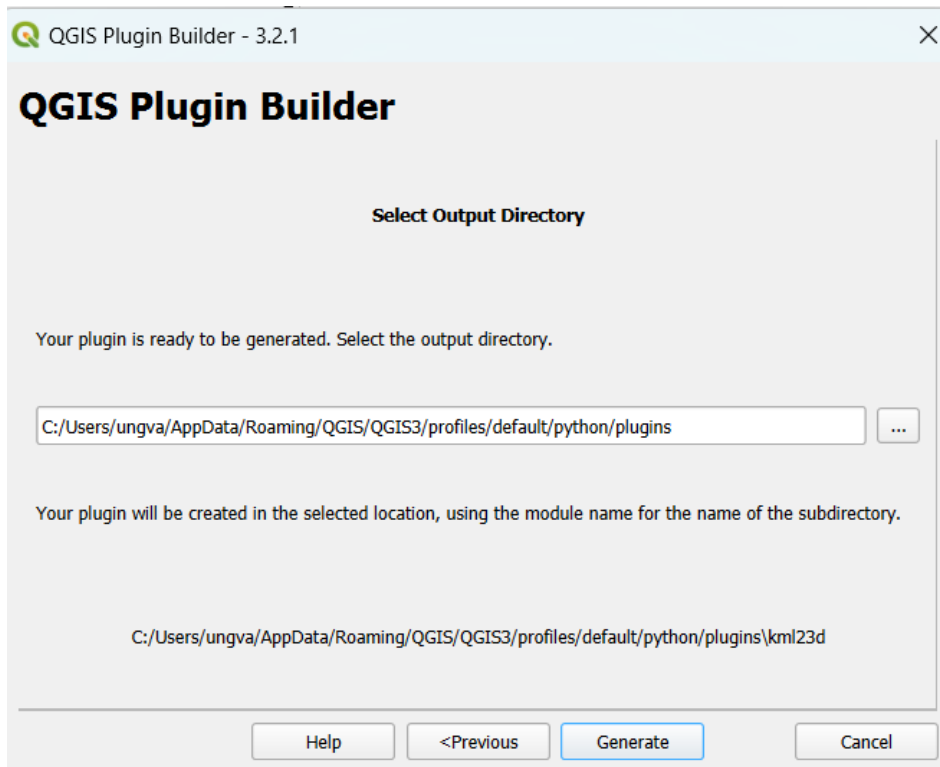 QGIS Plugin Builder - 3.2.1
QGIS Plugin Builder
Select Output Directory
Your plugin is ready to be generated. Select the output directory.
C:/Users/ungva/AppData/Roaming/QGIS/QGIS3/profiles/default/python/plugins
...
Your plugin will be created in the selected location, using the module name for the name of the subdirectory.
C:/Users/ungva/AppData/Roaming/QGIS/QGIS3/profiles/default/python/plugins\kml23d
Help
<Previous
Generate
Cancel